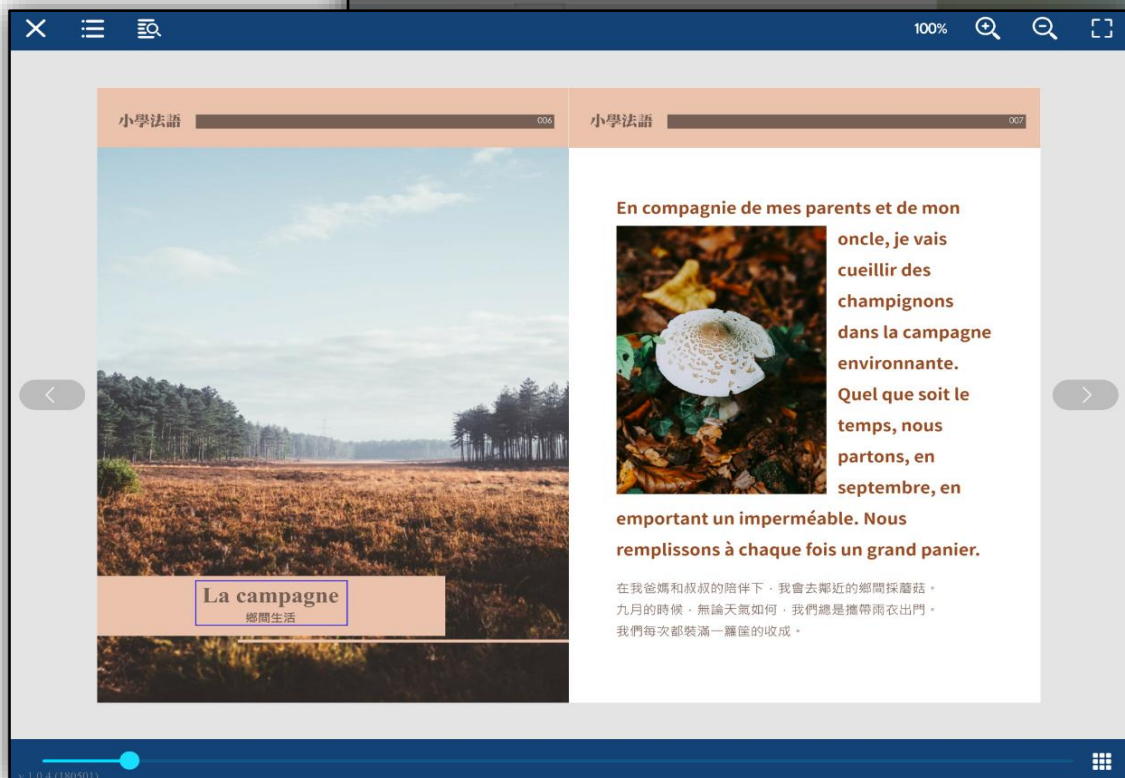 100%
小學法語
006
小學法語
007
En compagnie de mes parents et de mon
oncle, je vais
cueillir des
champignons
dans la campagne
environnante.
Quel que soit le
temps, nous
partons, en
septembre, en
emportant un imperméable. Nous
remplissons à chaque fois un grand panier.
在我爸媽和叔叔的陪伴下，我會去鄰近的鄉間採蘑菇。
九月的時候，無論天氣如何，我們總是攜帶雨衣出門。
我們每次都裝滿一籮筐的收成。
La campagne
鄉間生活
v 1.0.4 (180501)